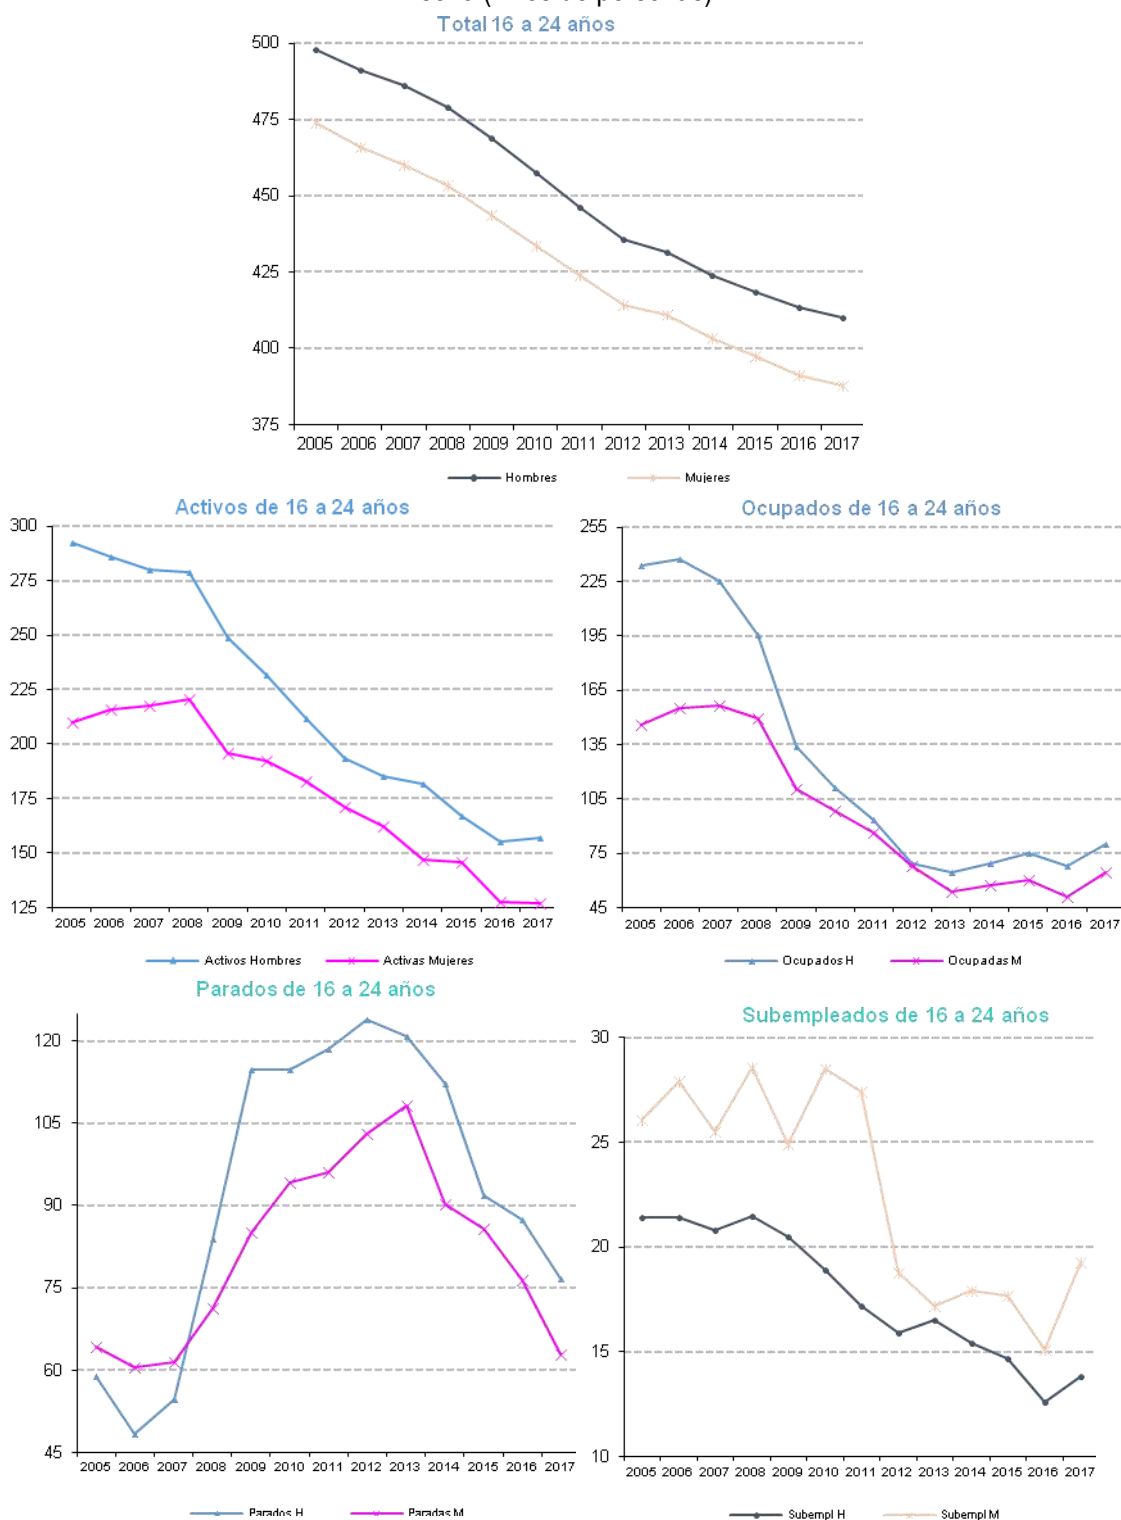 Total 16 a 24 años
500
475
450
425
400
375
2005 2006 2007 2008 2009 2010 2011 2012 2013 2014 2015 2016 2017
Hombres Mujeres
Activos de 16 a 24 años
300
275
250
225
200
175
150
125
2005 2006 2007 2008 2009 2010 2011 2012 2013 2014 2015 2016 2017
Activos Hombres Activas Mujeres
Ocupados de 16 a 24 años
255
225
195
165
135
105
75
45
2005 2006 2007 2008 2009 2010 2011 2012 2013 2014 2015 2016 2017
Ocupados H Ocupadas M
Parados de 16 a 24 años
120
105
90
75
60
45
2005 2006 2007 2008 2009 2010 2011 2012 2013 2014 2015 2016 2017
Parados H Paradas M
Subempleados de 16 a 24 años
30
25
20
15
10
2005 2006 2007 2008 2009 2010 2011 2012 2013 2014 2015 2016 2017
Subempl H Subempl M